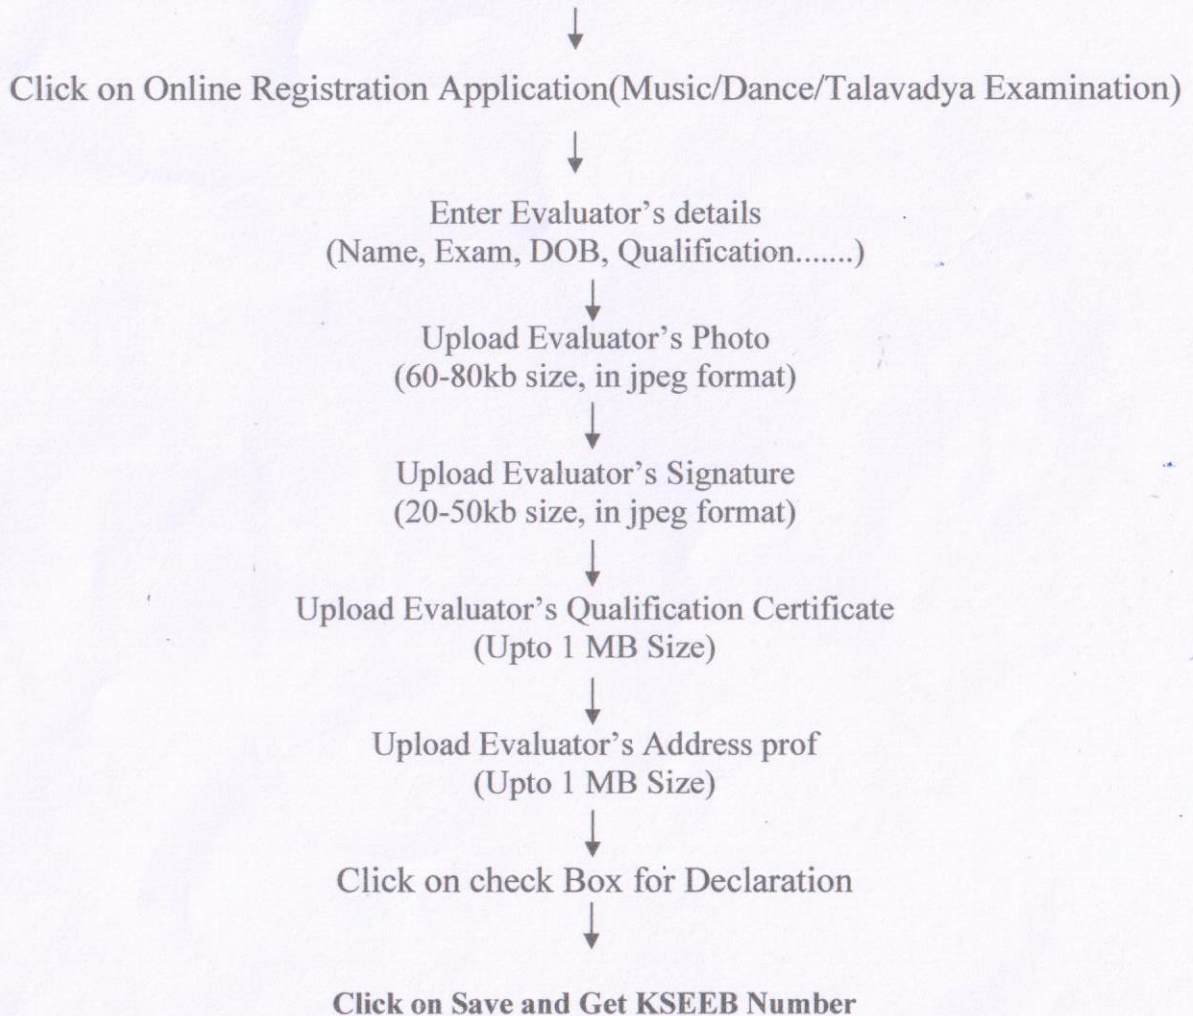 Click on Online Registration Application(Music/Dance/Talavadya Examination)
Enter Evaluator's details
(Name, Exam, DOB, Qualification.......)
Upload Evaluator's Photo
(60-80kb size, in jpeg format)
Upload Evaluator's Signature
(20-50kb size, in jpeg format)
Upload Evaluator's Qualification Certificate
(Upto 1 MB Size)
Upload Evaluator's Address prof
(Upto 1 MB Size)
Click on check Box for Declaration
Click on Save and Get KSEEB Number